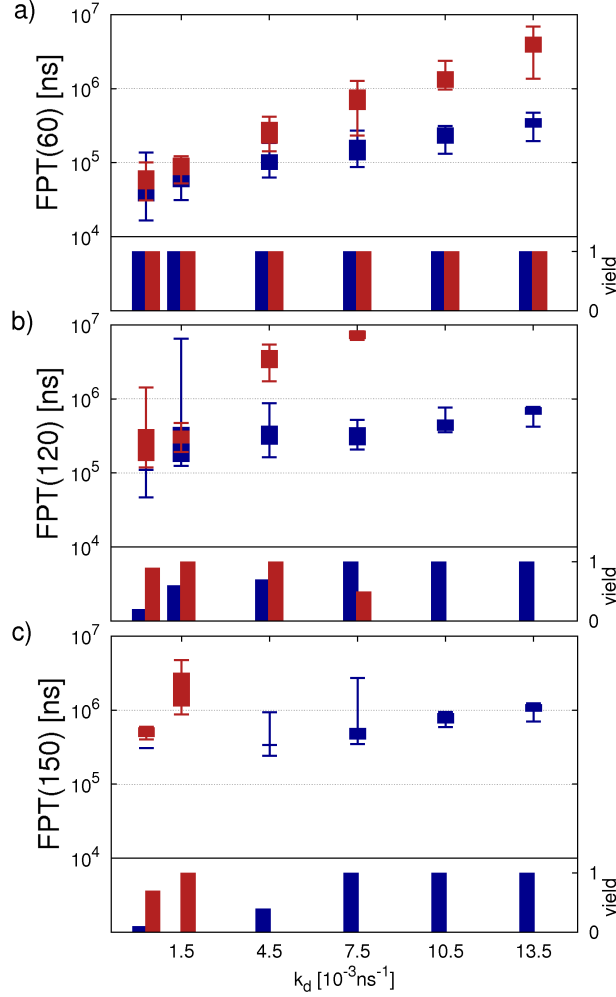 a)
10⁷
10⁶
10⁵
10⁴
FPT(60) [ns]
1
0
yield
b)
10⁷
10⁶
10⁵
10⁴
FPT(120) [ns]
1
0
yield
c)
10⁷
10⁶
10⁵
10⁴
FPT(150) [ns]
1
0
yield
1.5 4.5 7.5 10.5 13.5
k_d [10⁻³ns⁻¹]